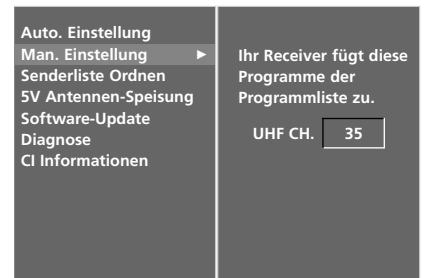 Auto. Einstellung
Man. Einstellung ►
Senderliste Ordnen
5V Antennen-Speisung
Software-Update
Diagnose
CI Informationen
Ihr Receiver fügt diese
Programme der
Programmliste zu.
UHF CH. 35